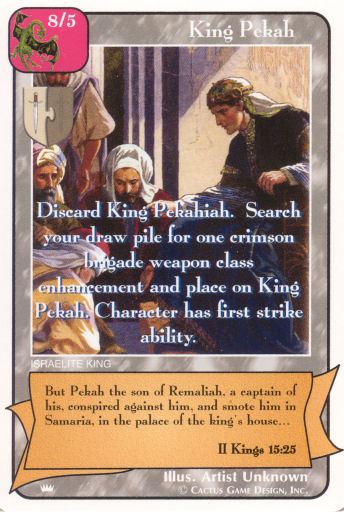 8/5
King Pekah
Discard King Pekahiah. Search
your draw pile for one crimson
brigade weapon class
enhancement and place on King
Pekah. Character has first strike
ability.
ISRAELITE KING
But Pekah the son of Remaliah, a captain of
his, conspired against him, and smote him in
Samaria, in the palace of the king's house...
II Kings 15:25
Illus. Artist Unknown
© Cactus Game Design, Inc.